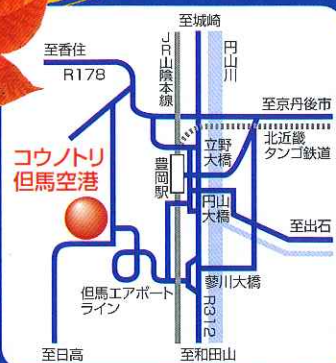 至城崎
至香住
R178
JR山陰本線
円山川
至京丹後市
北近畿
タンゴ鉄道
立野
大橋
豊岡駅
コウノトリ
但馬空港
円山
大橋
至出石
蓼川大橋
但馬エアポート
ライン
R312
至日高
至和田山